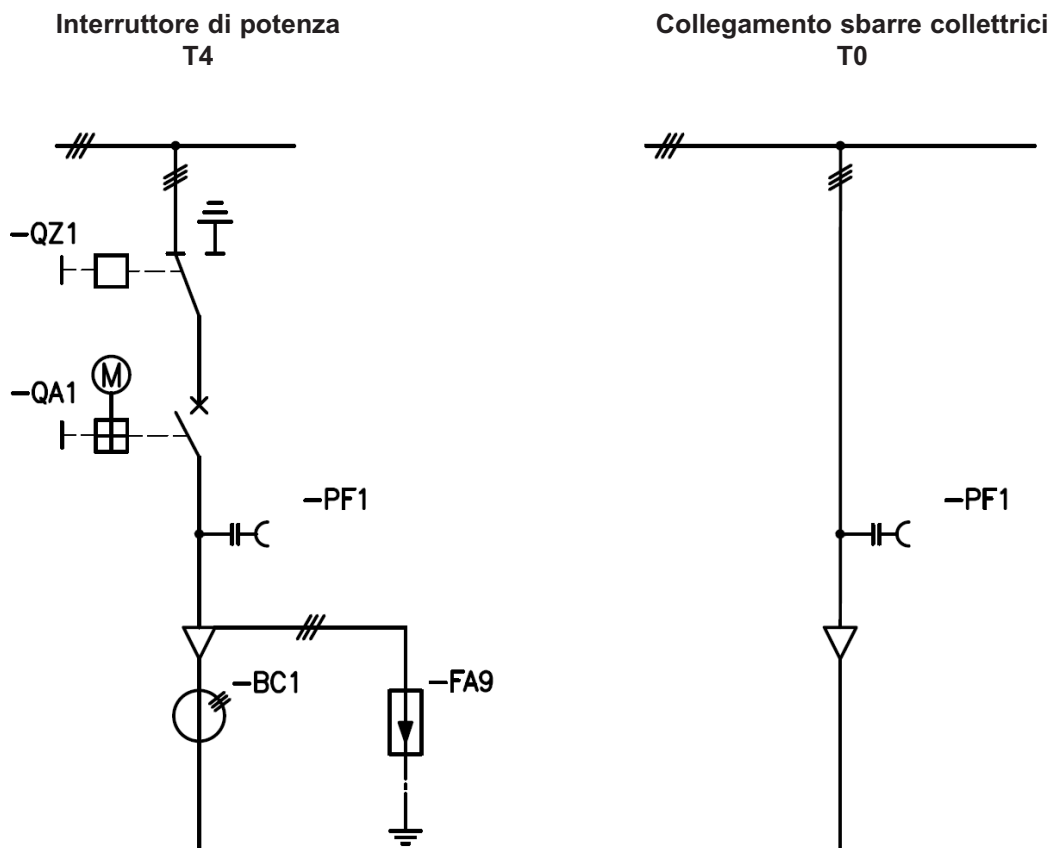 Interruttore di potenza
T4
Collegamento sbarre collettrici
T0
-QZ1
M
-QA1
-PF1
-PF1
-BC1
-FA9